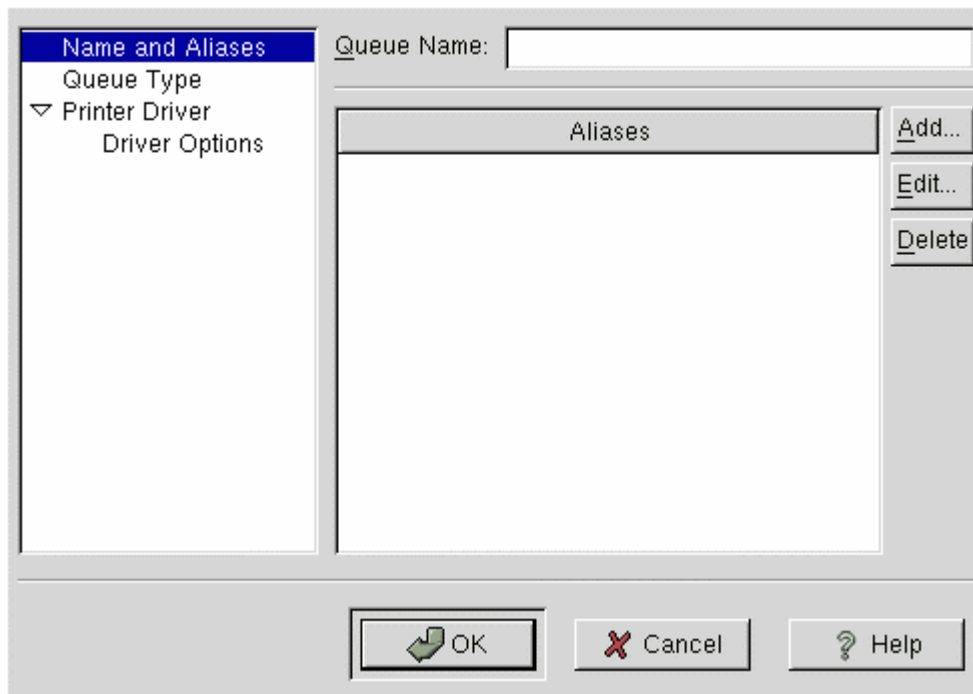 Name and Aliases
Queue Type
Printer Driver
Driver Options
Queue Name:
Aliases
Add...
Edit...
Delete
OK
Cancel
Help